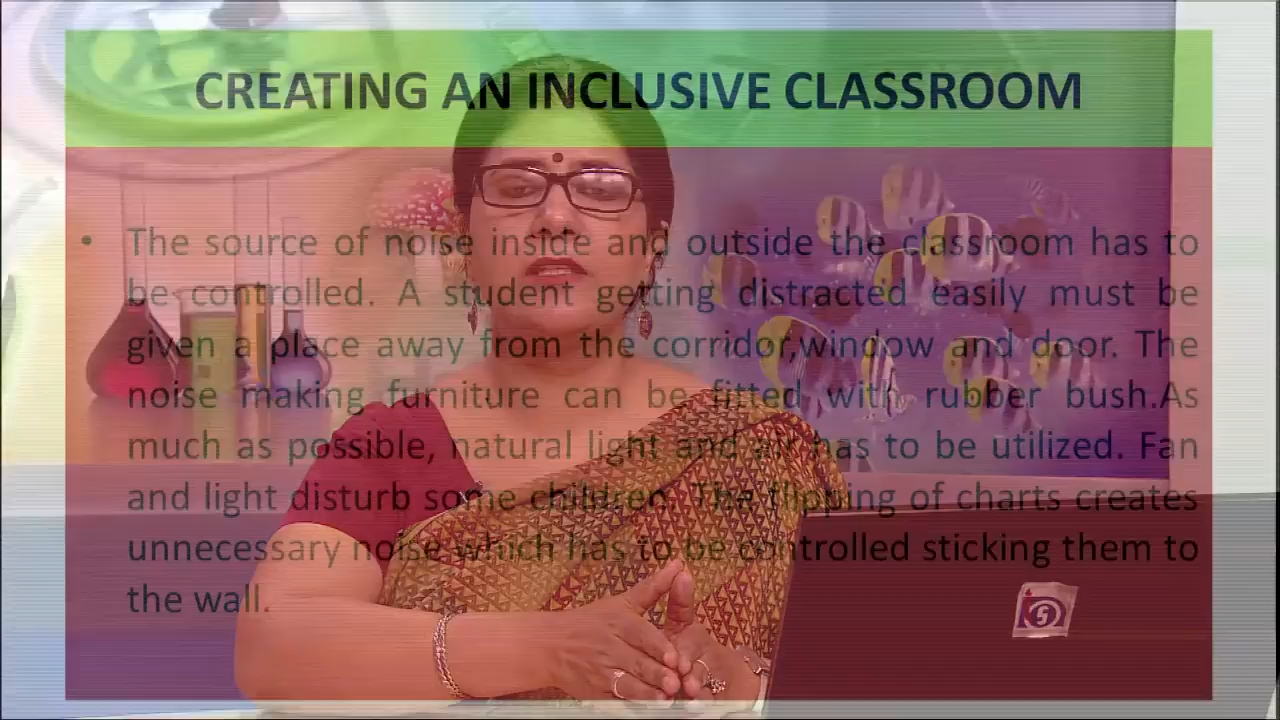 CREATING AN INCLUSIVE CLASSROOM
• The source of noise inside and outside the classroom has to
be controlled. A student getting distracted easily must be
given a place away from the corridor,window and door. The
noise making furniture can be fitted with rubber bush.As
much as possible, natural light and air has to be utilized. Fan
and light disturb some children. The flipping of charts creates
unnecessary noise which has to be controlled sticking them to
the wall.